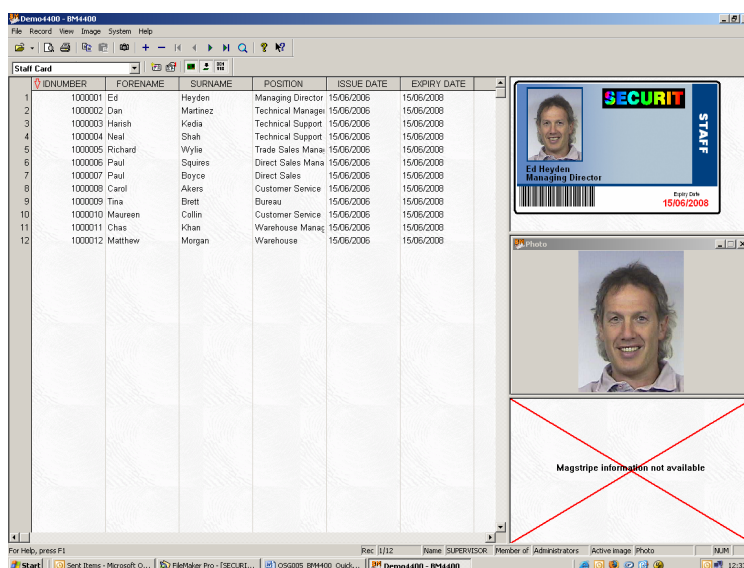 Demo4400 - BM4400
File Record View Image System Help
Staff Card
IDNUMBER FORENAME SURNAME POSITION ISSUE DATE EXPIRY DATE
1 1000001 Ed Heyden Managing Director 15/06/2006 15/06/2008
2 1000002 Dan Martinez Technical Manager 15/06/2006 15/06/2008
3 1000003 Harish Kedia Technical Support 15/06/2006 15/06/2008
4 1000004 Neal Shah Technical Support 15/06/2006 15/06/2008
5 1000005 Richard Wylie Trade Sales Mana 15/06/2006 15/06/2008
6 1000006 Paul Squires Direct Sales Mana 15/06/2006 15/06/2008
7 1000007 Paul Boyce Direct Sales 15/06/2006 15/06/2008
8 1000008 Carol Akers Customer Service 15/06/2006 15/06/2008
9 1000009 Tina Brett Bureau 15/06/2006 15/06/2008
10 1000010 Maureen Collin Customer Service 15/06/2006 15/06/2008
11 1000011 Chas Khan Warehouse Manag 15/06/2006 15/06/2008
12 1000012 Matthew Morgan Warehouse 15/06/2006 15/06/2008
SECURIT
STAFF
Ed Heyden
Managing Director
Expiry Date
15/06/2008
Photo
Magstripe information not available
For Help, press F1 Rec 1/12 Name SUPERVISOR Member of Administrators Active image Photo NUM
Start Sent Items - Microsoft O... FileMaker Pro - [SECURI... OSG005 BM4400 Quick... Demo4400 - BM4400